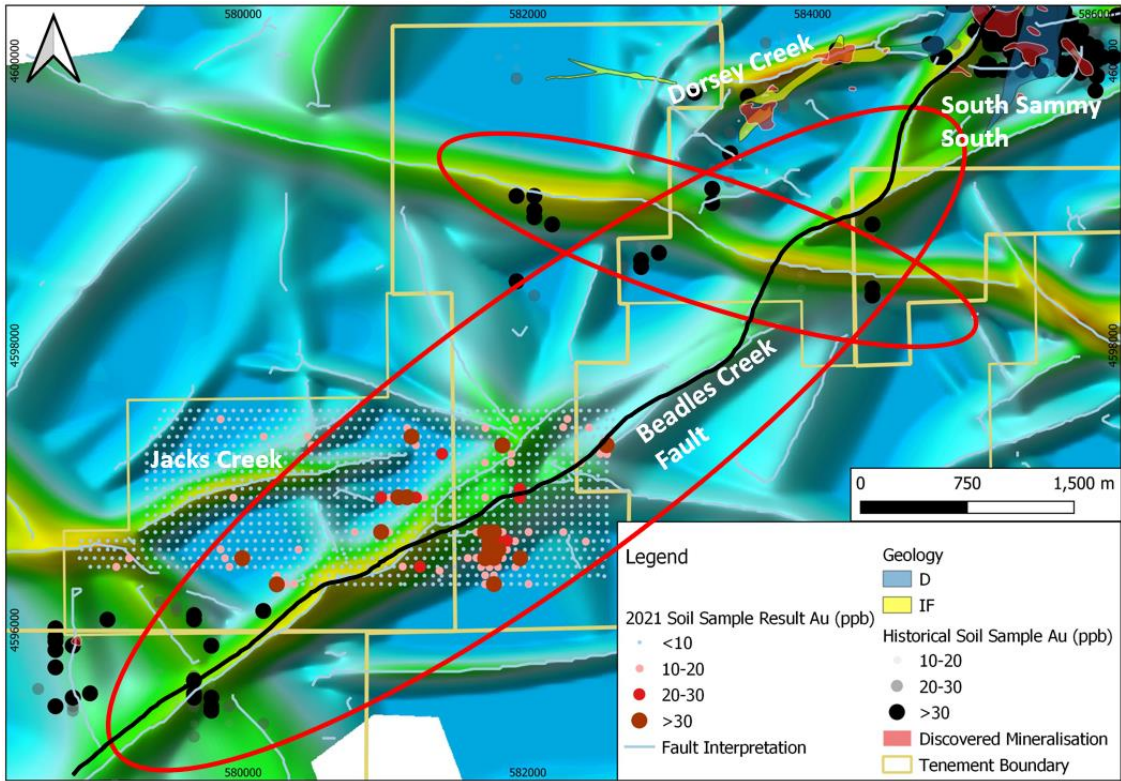 580000
582000
584000
586000
4600000
4600000
Dorsey Creek
South Sammy
South
4598000
4598000
Beadles Creek
Fault
Jacks Creek
0 750 1,500 m
4596000
Legend
2021 Soil Sample Result Au (ppb)
<10
10-20
20-30
>30
Fault Interpretation
Geology
D
IF
Historical Soil Sample Au (ppb)
10-20
20-30
>30
Discovered Mineralisation
Tenement Boundary
580000
582000